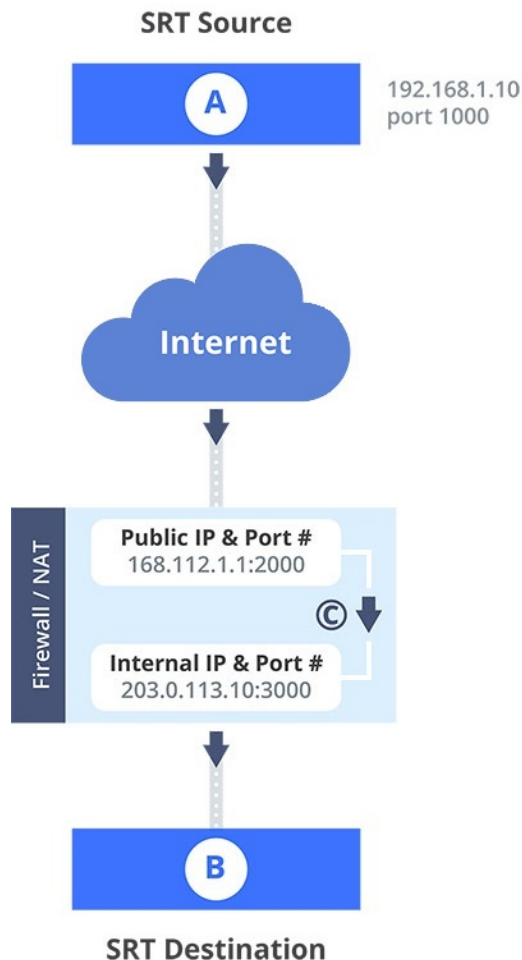 SRT Source
A
192.168.1.10
port 1000
Internet
Firewall / NAT
Public IP & Port #
168.112.1.1:2000
©
Internal IP & Port #
203.0.113.10:3000
B
SRT Destination